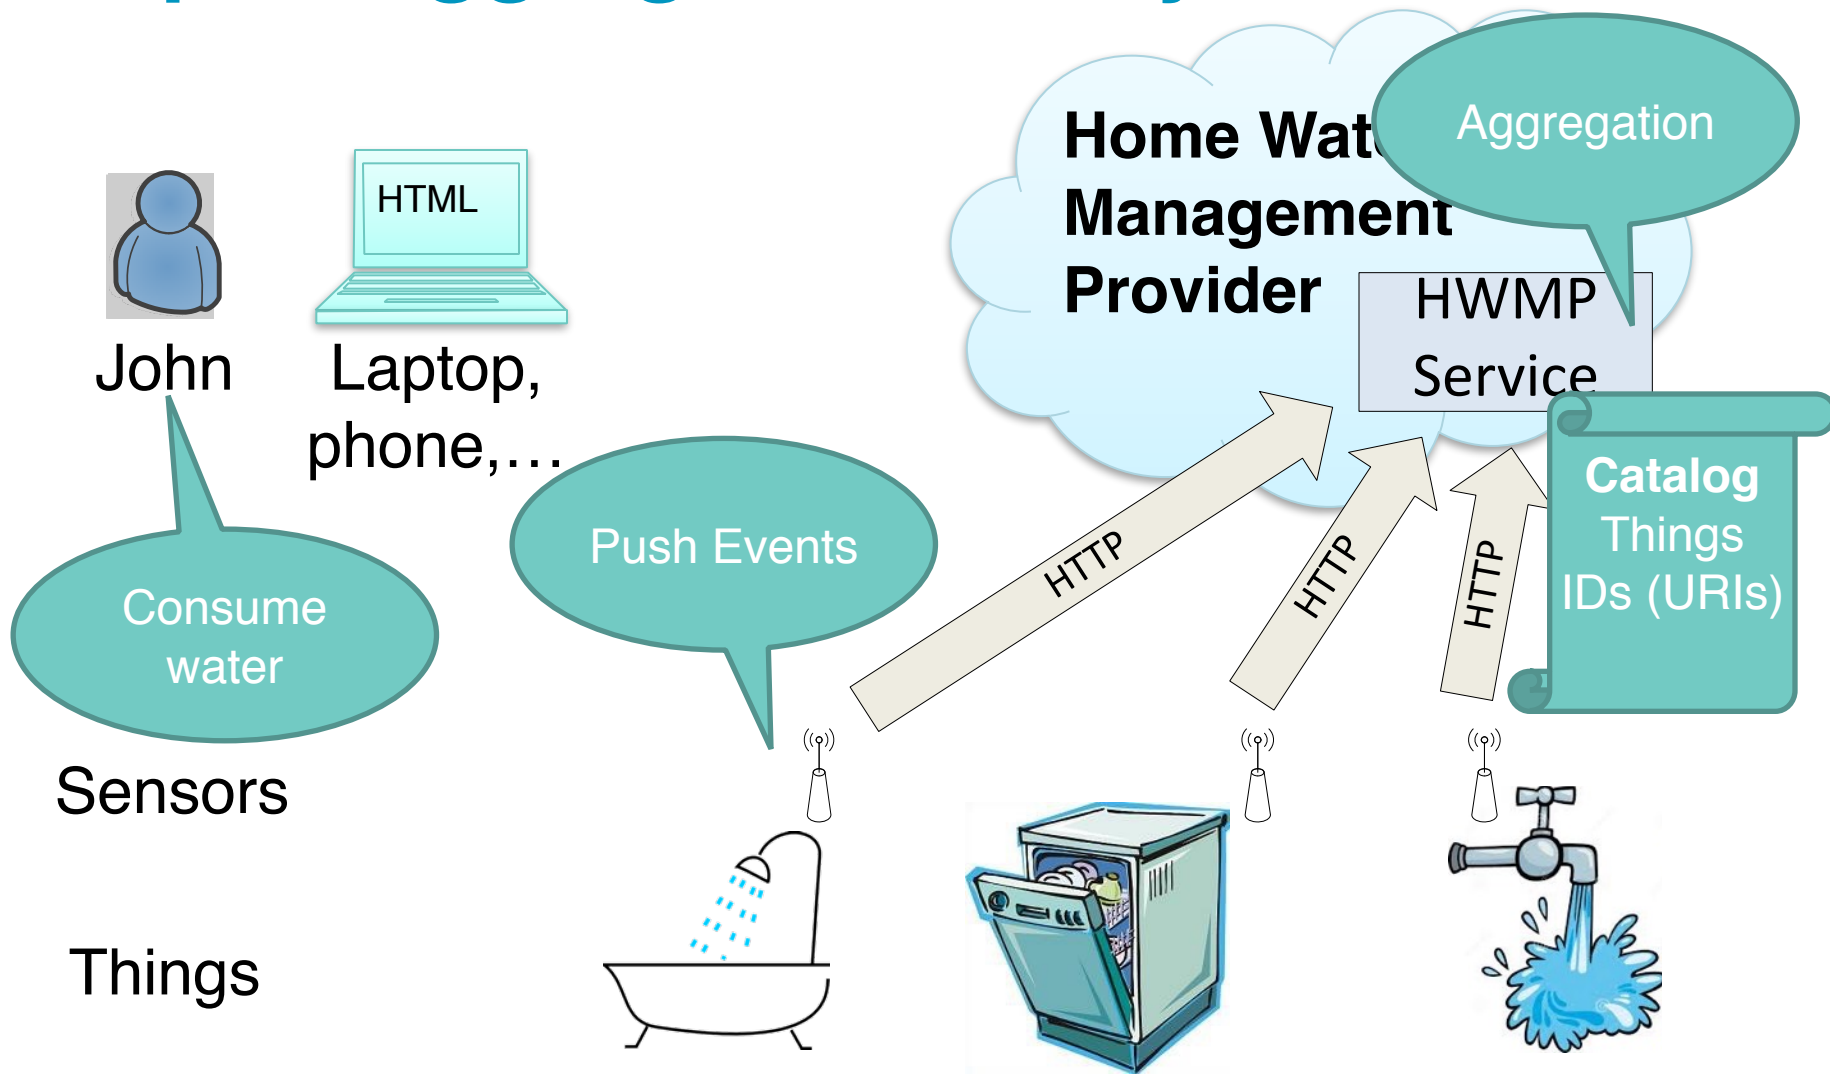 Home Wat
Management
Provider
Aggregation
HTML
HWMP
Service
John
Laptop,
phone,…
Catalog
Things
IDs (URIs)
Push Events
Consume
water
HTTP
HTTP
HTTP
Sensors
Things